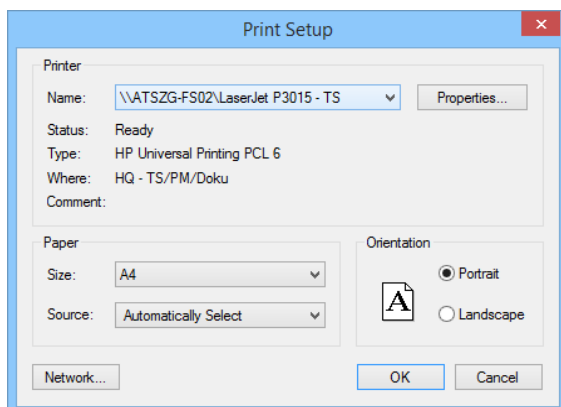 Print Setup
Printer
Name: \\ATSZG-FS02\LaserJet P3015 - TS Properties...
Status: Ready
Type: HP Universal Printing PCL 6
Where: HQ - TS/PM/Doku
Comment:
Paper
Size: A4
Source: Automatically Select
Orientation
A
Portrait
Landscape
Network...
OK
Cancel